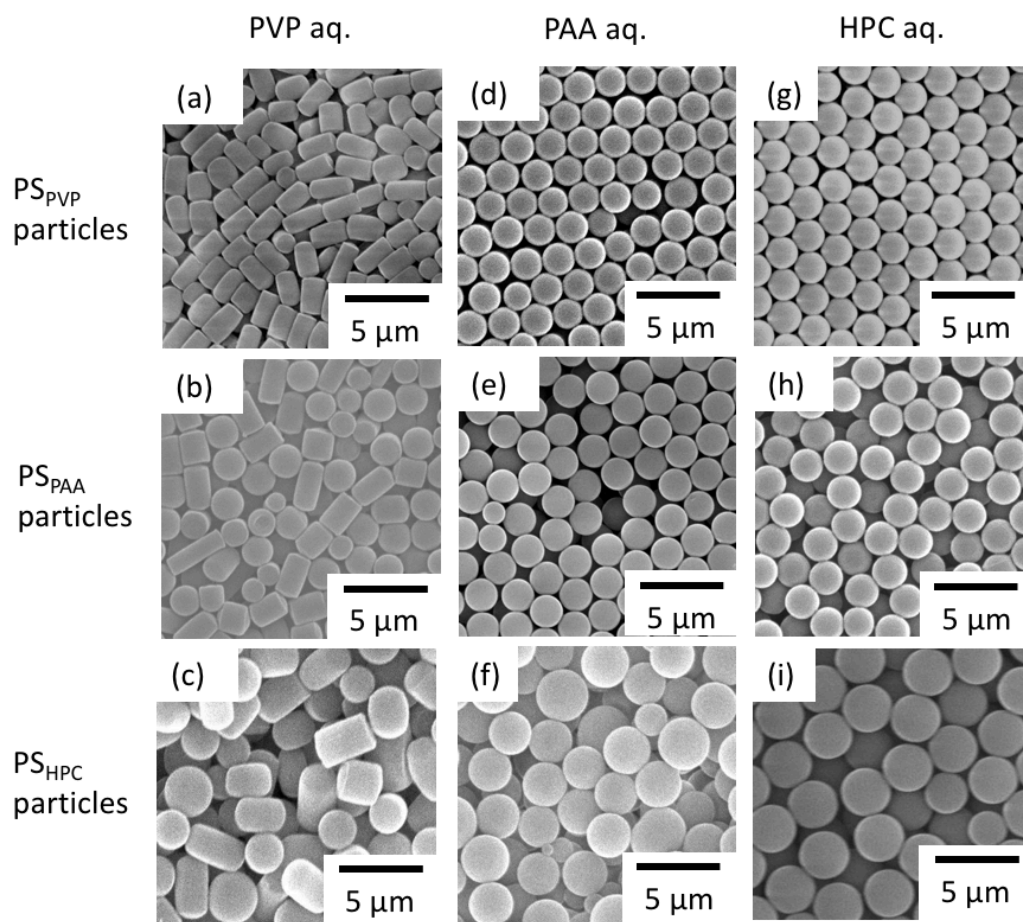 PVP aq. PAA aq. HPC aq.
(a) (d) (g)
PS_PVP
particles
5 μm 5 μm 5 μm
(b) (e) (h)
PS_PAA
particles
5 μm 5 μm 5 μm
(c) (f) (i)
PS_HPC
particles
5 μm 5 μm 5 μm